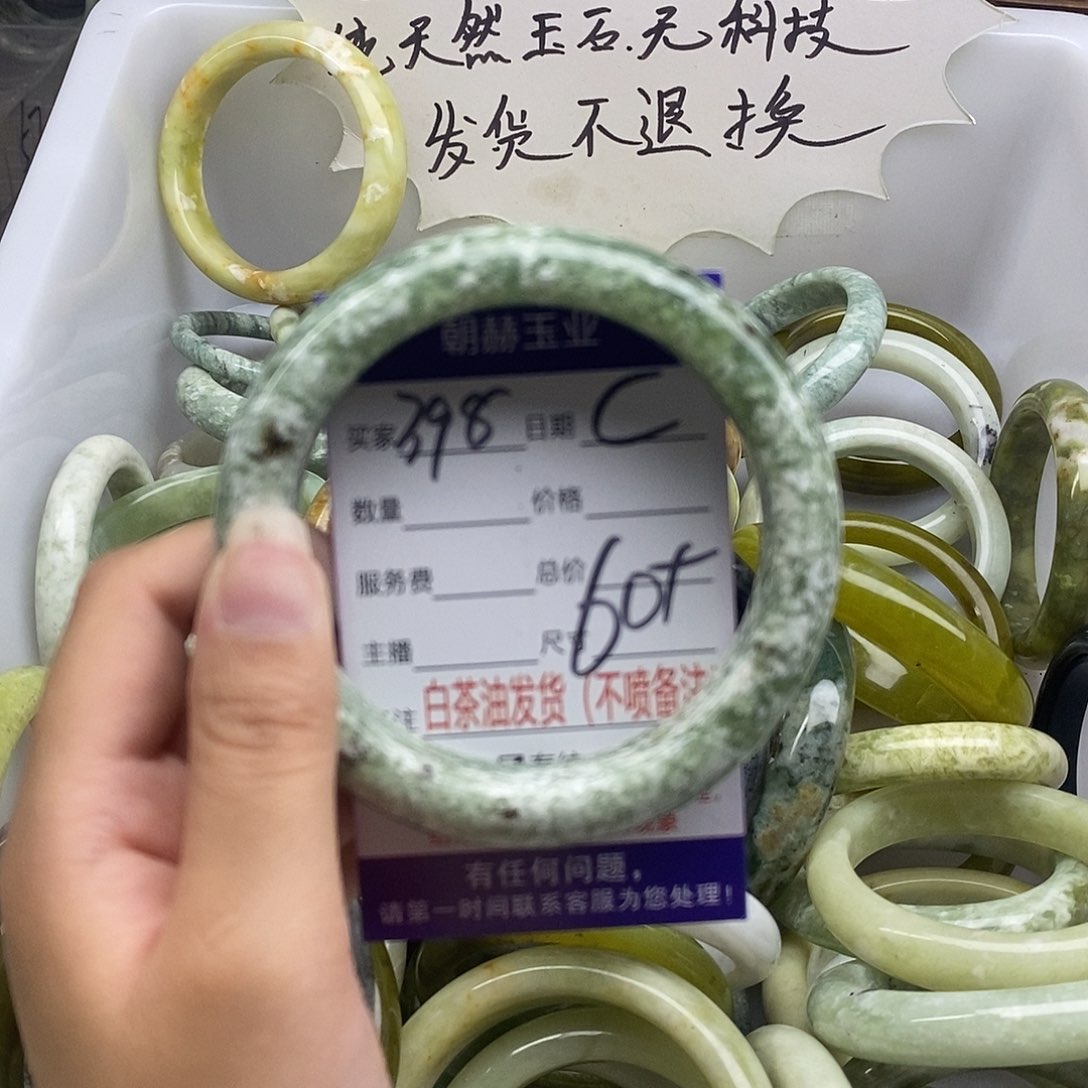 纯天然玉石.无科技
发货不退换
朝赫玉业
买家 398 日期 C
数量 价格
服务费 总价
60+
主播 尺寸
注 白茶油发货（不喷备注
有任何问题，
请第一时间联系客服为您处理！